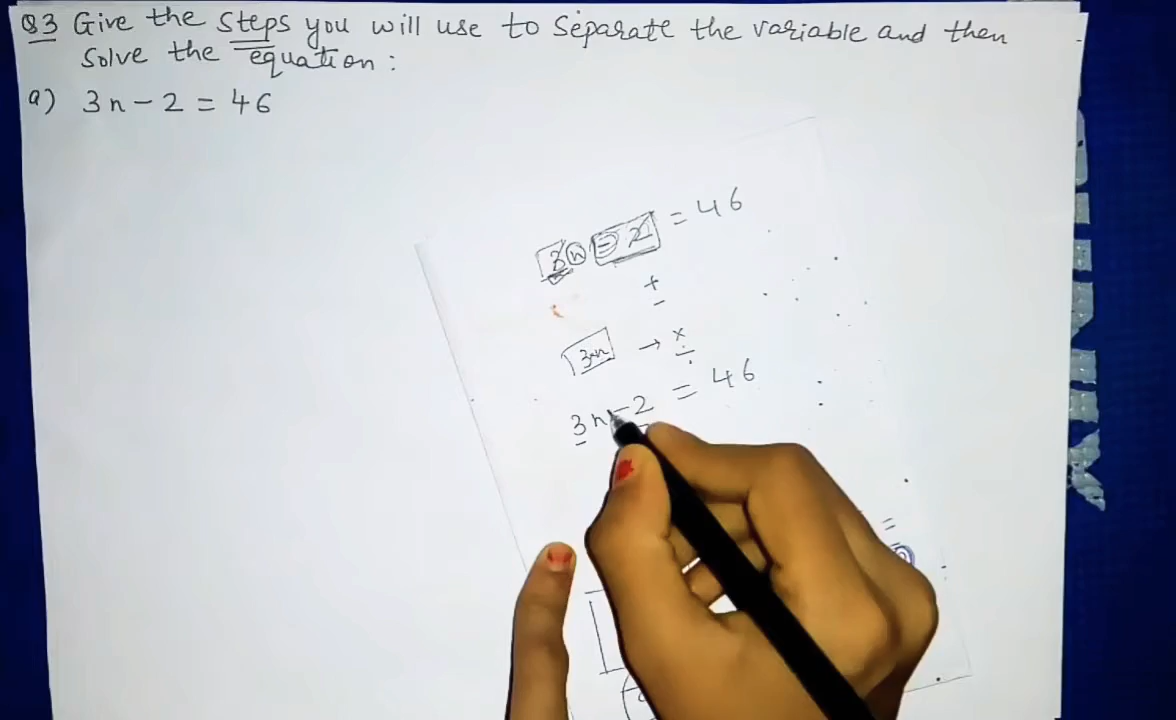 Q3 Give the steps you will use to separate the variable and then
solve the equation :
a) 3n - 2 = 46
3n - 2 = 46
+
-
3×n → ×
÷
3n - 2 = 46
=